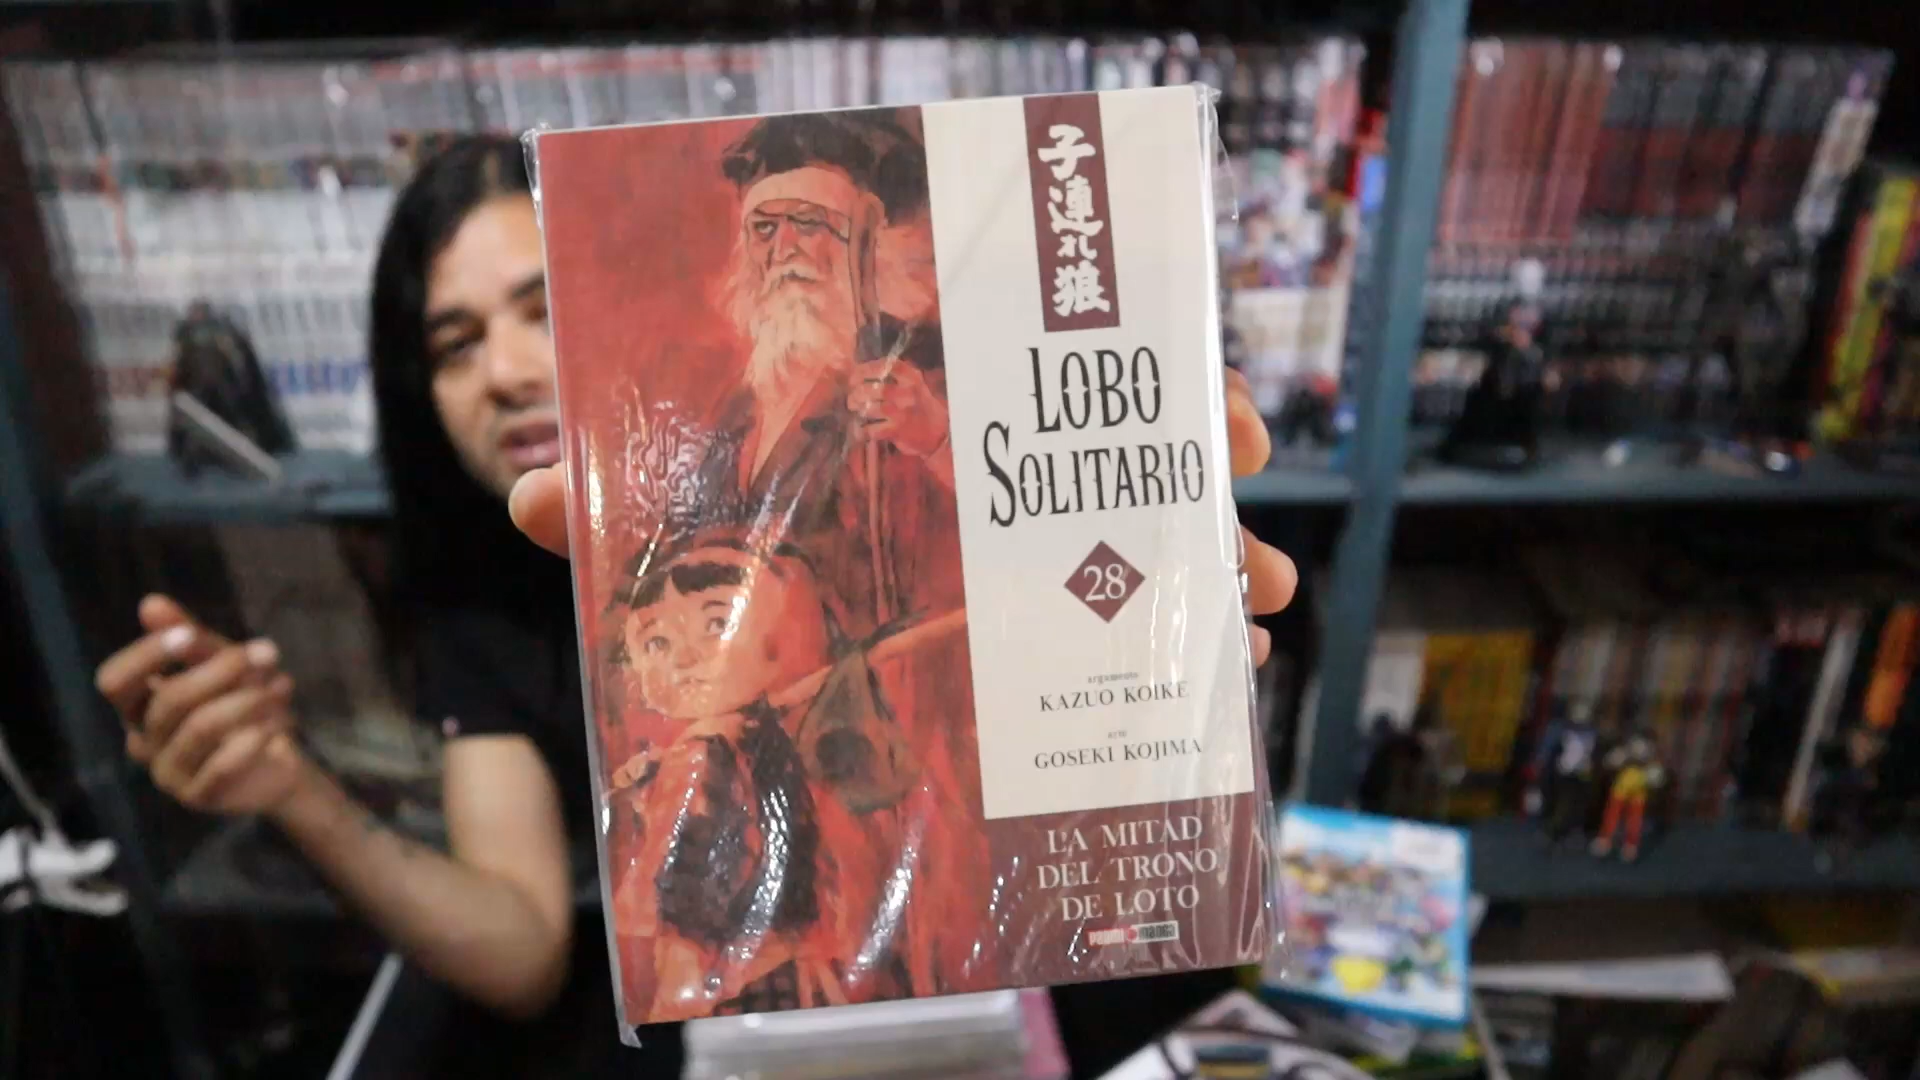 子連れ狼
LOBO
SOLITARIO
28
argumento
KAZUO KOIKE
arte
GOSEKI KOJIMA
LA MITAD
DEL TRONO
DE LOTO
PANINI MANGA